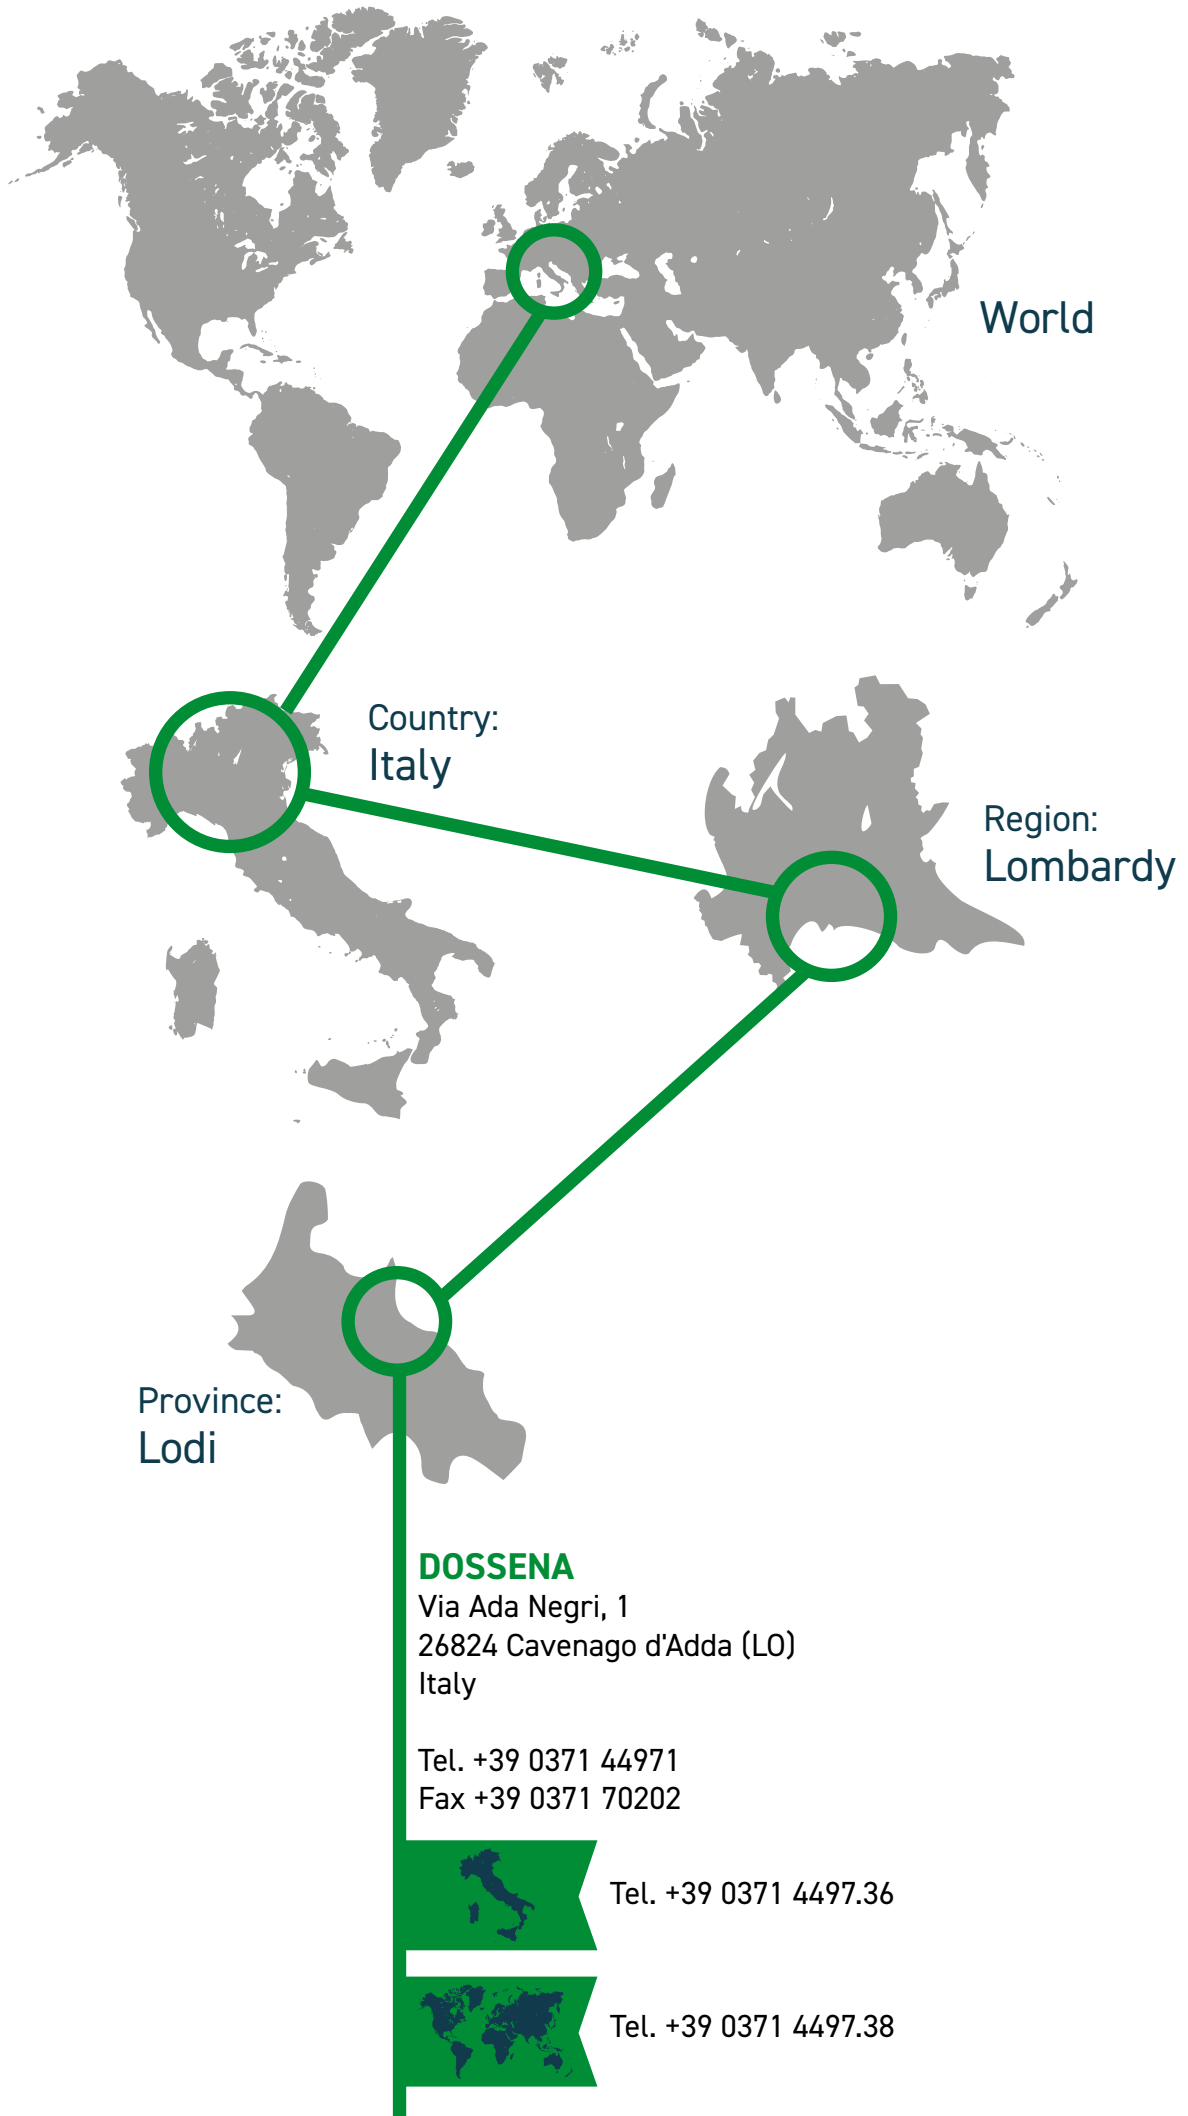 World
Country:
Italy
Region:
Lombardy
Province:
Lodi
DOSSENA
Via Ada Negri, 1
26824 Cavenago d'Adda (LO)
Italy
Tel. +39 0371 44971
Fax +39 0371 70202
Tel. +39 0371 4497.36
Tel. +39 0371 4497.38